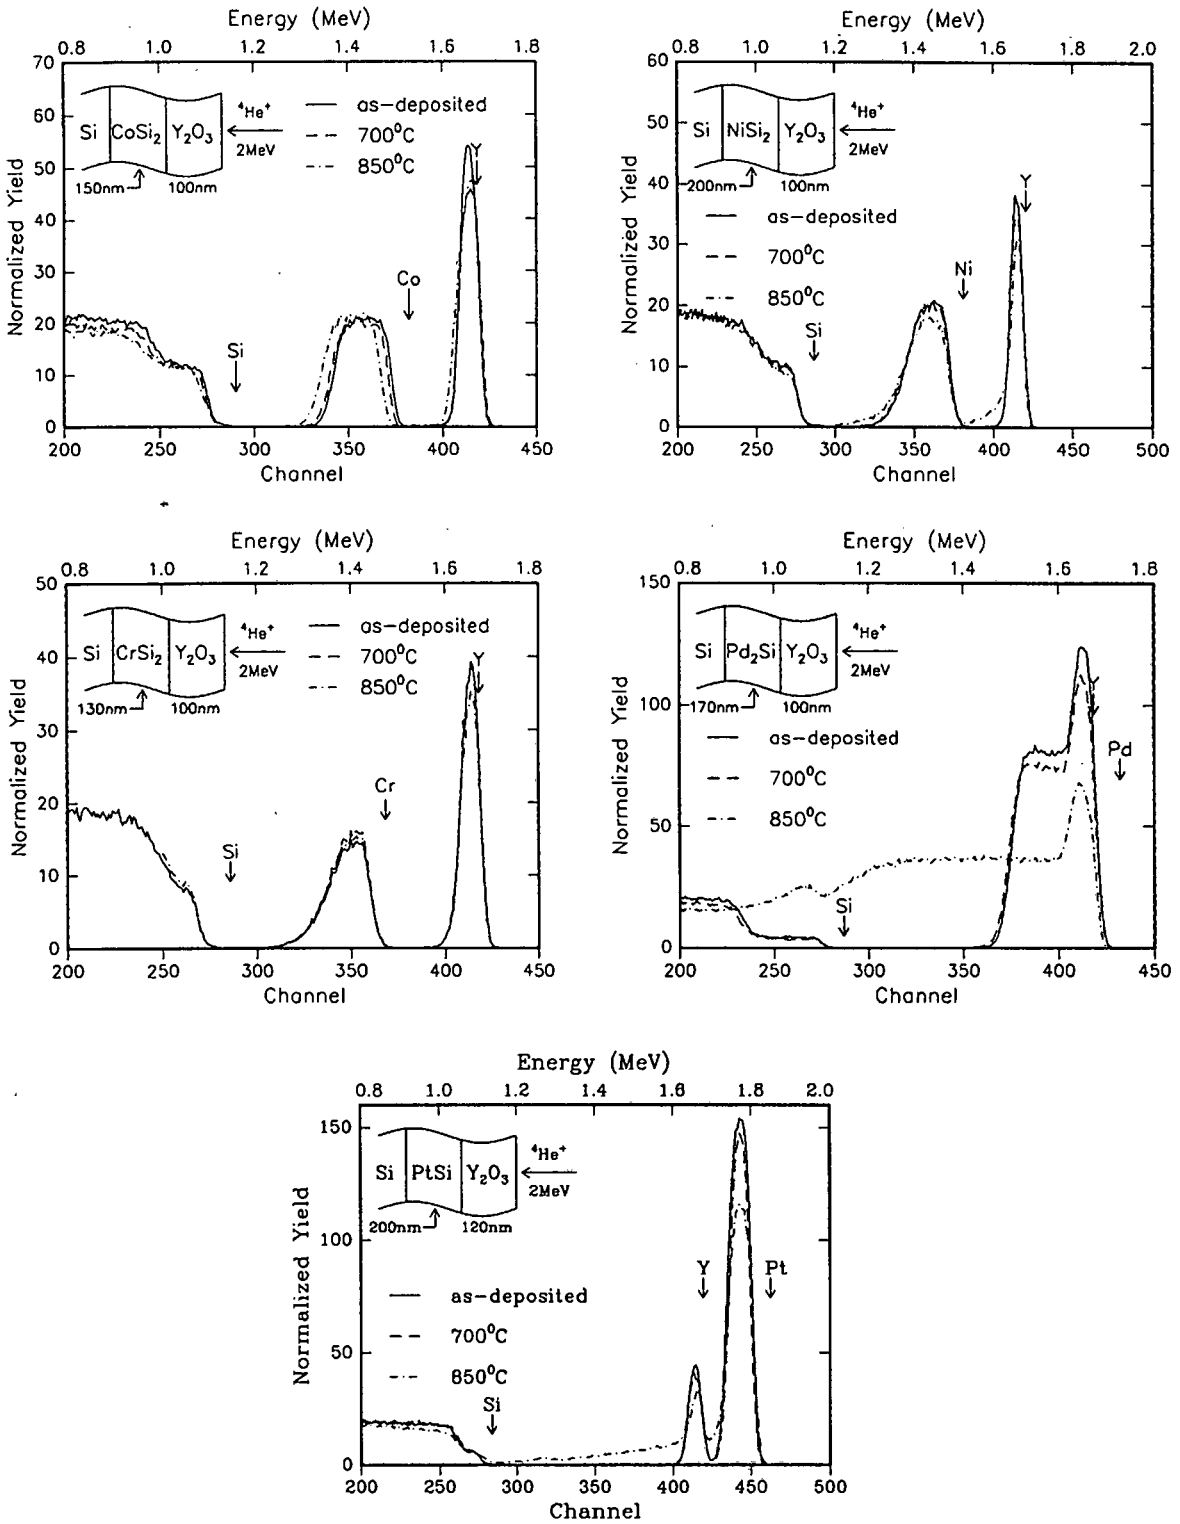 Energy (MeV)
0.8 1.0 1.2 1.4 1.6 1.8
70
60
50
40
30
20
10
0
Normalized Yield
Si CoSi₂ Y₂O₃
⁴He⁺
2MeV
150nm 100nm
as-deposited
700⁰C
850⁰C
Y
Co
Si
200 250 300 350 400 450
Channel
Energy (MeV)
0.8 1.0 1.2 1.4 1.6 1.8 2.0
60
50
40
30
20
10
0
Normalized Yield
Si NiSi₂ Y₂O₃
⁴He⁺
2MeV
200nm 100nm
as-deposited
700⁰C
850⁰C
Y
Ni
Si
200 250 300 350 400 450 500
Channel
Energy (MeV)
0.8 1.0 1.2 1.4 1.6 1.8
50
40
30
20
10
0
Normalized Yield
Si CrSi₂ Y₂O₃
⁴He⁺
2MeV
130nm 100nm
as-deposited
700⁰C
850⁰C
Y
Cr
Si
200 250 300 350 400 450
Channel
Energy (MeV)
0.8 1.0 1.2 1.4 1.6 1.8
150
100
50
0
Normalized Yield
Si Pd₂Si Y₂O₃
⁴He⁺
2MeV
170nm 100nm
as-deposited
700⁰C
850⁰C
Y
Pd
Si
200 250 300 350 400 450
Channel
Energy (MeV)
0.8 1.0 1.2 1.4 1.6 1.8 2.0
150
100
50
0
Normalized Yield
Si PtSi Y₂O₃
⁴He⁺
2MeV
200nm 120nm
as-deposited
700⁰C
850⁰C
Y Pt
Si
200 250 300 350 400 450 500
Channel